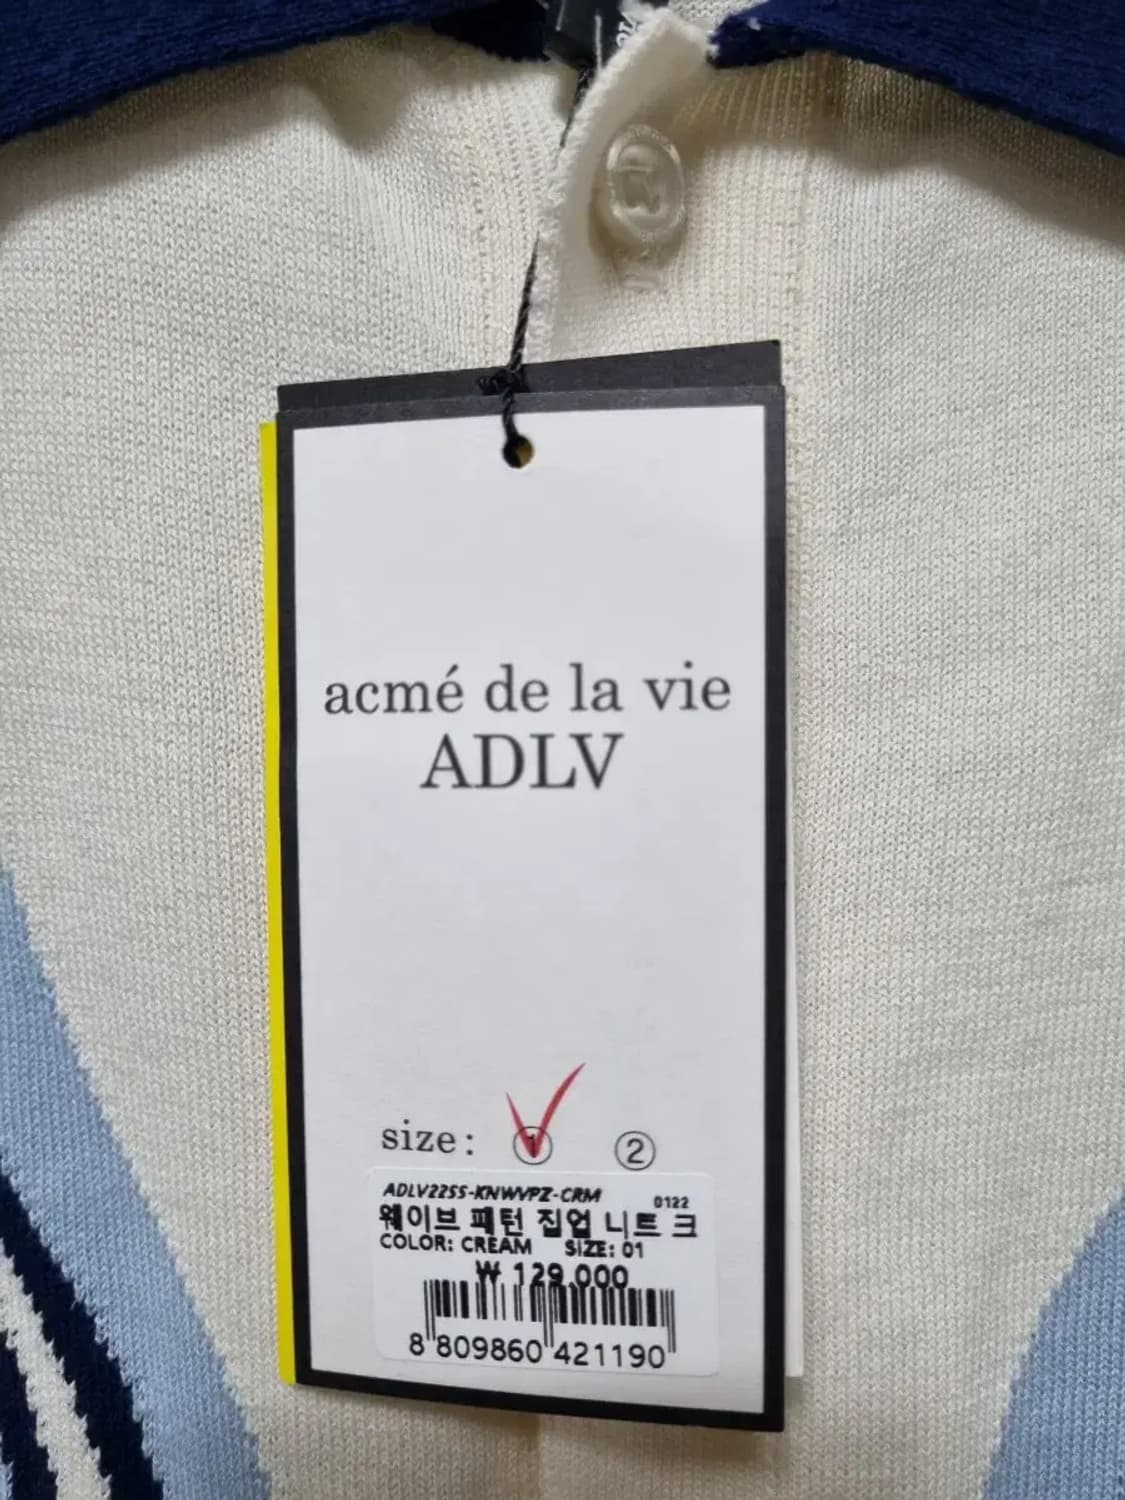 acmé de la vie
ADLV
size: ① ②
ADLV22SS-KNWVPZ-CRM 0122
웨이브 패턴 집업 니트 크
COLOR: CREAM SIZE: 01
₩ 129,000
8 809860 421190